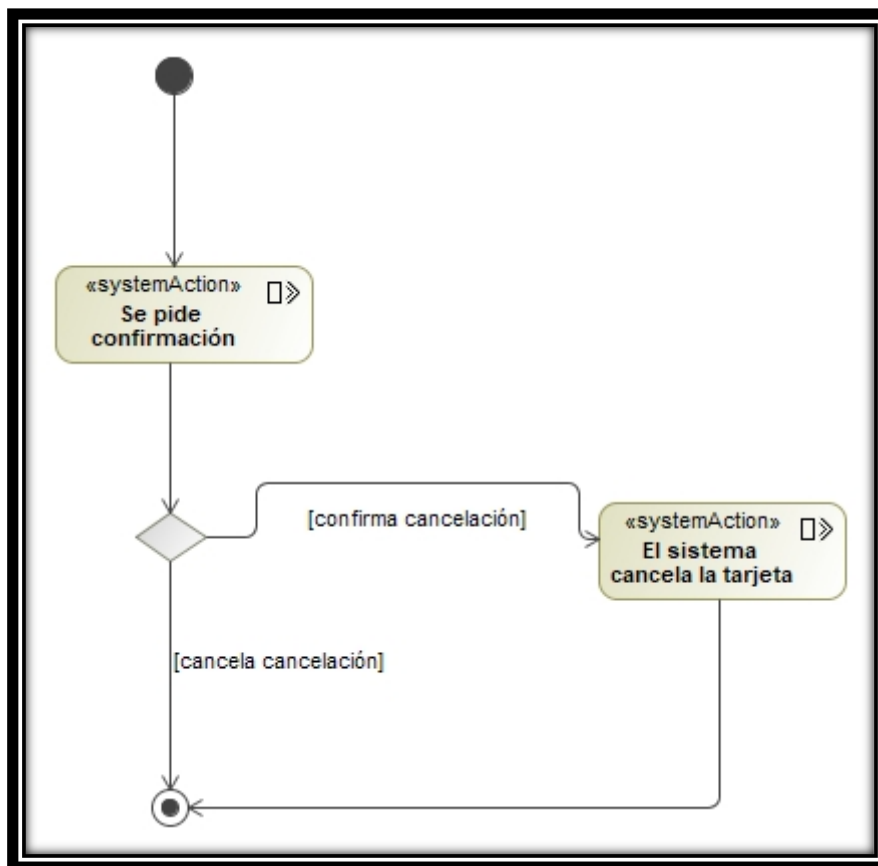 «systemAction»
Se pide
confirmación
[confirma cancelación]
«systemAction»
El sistema
cancela la tarjeta
[cancela cancelación]